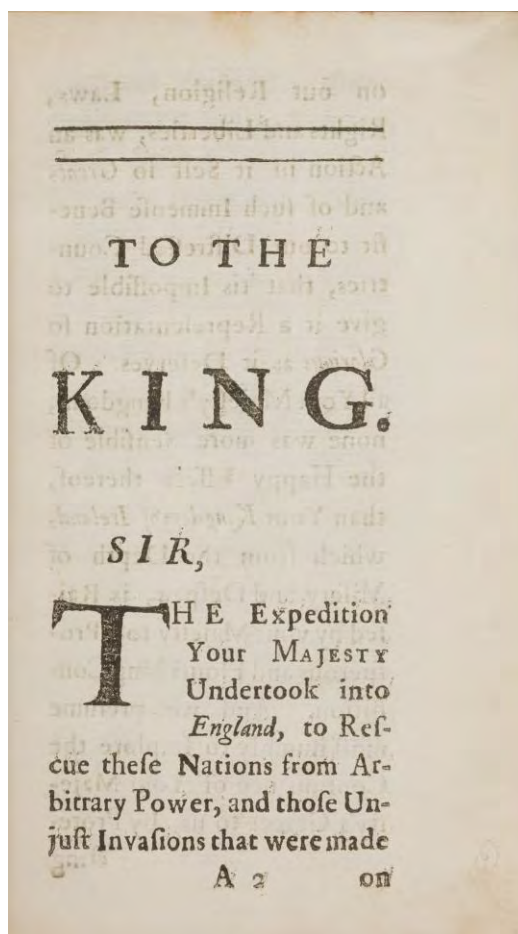 TO THE
KING.
SIR,
THE Expedition
Your MAJESTY
Undertook into
England, to Reſ-
cue theſe Nations from Ar-
bitrary Power, and thoſe Un-
juſt Invaſions that were made
A 2 on